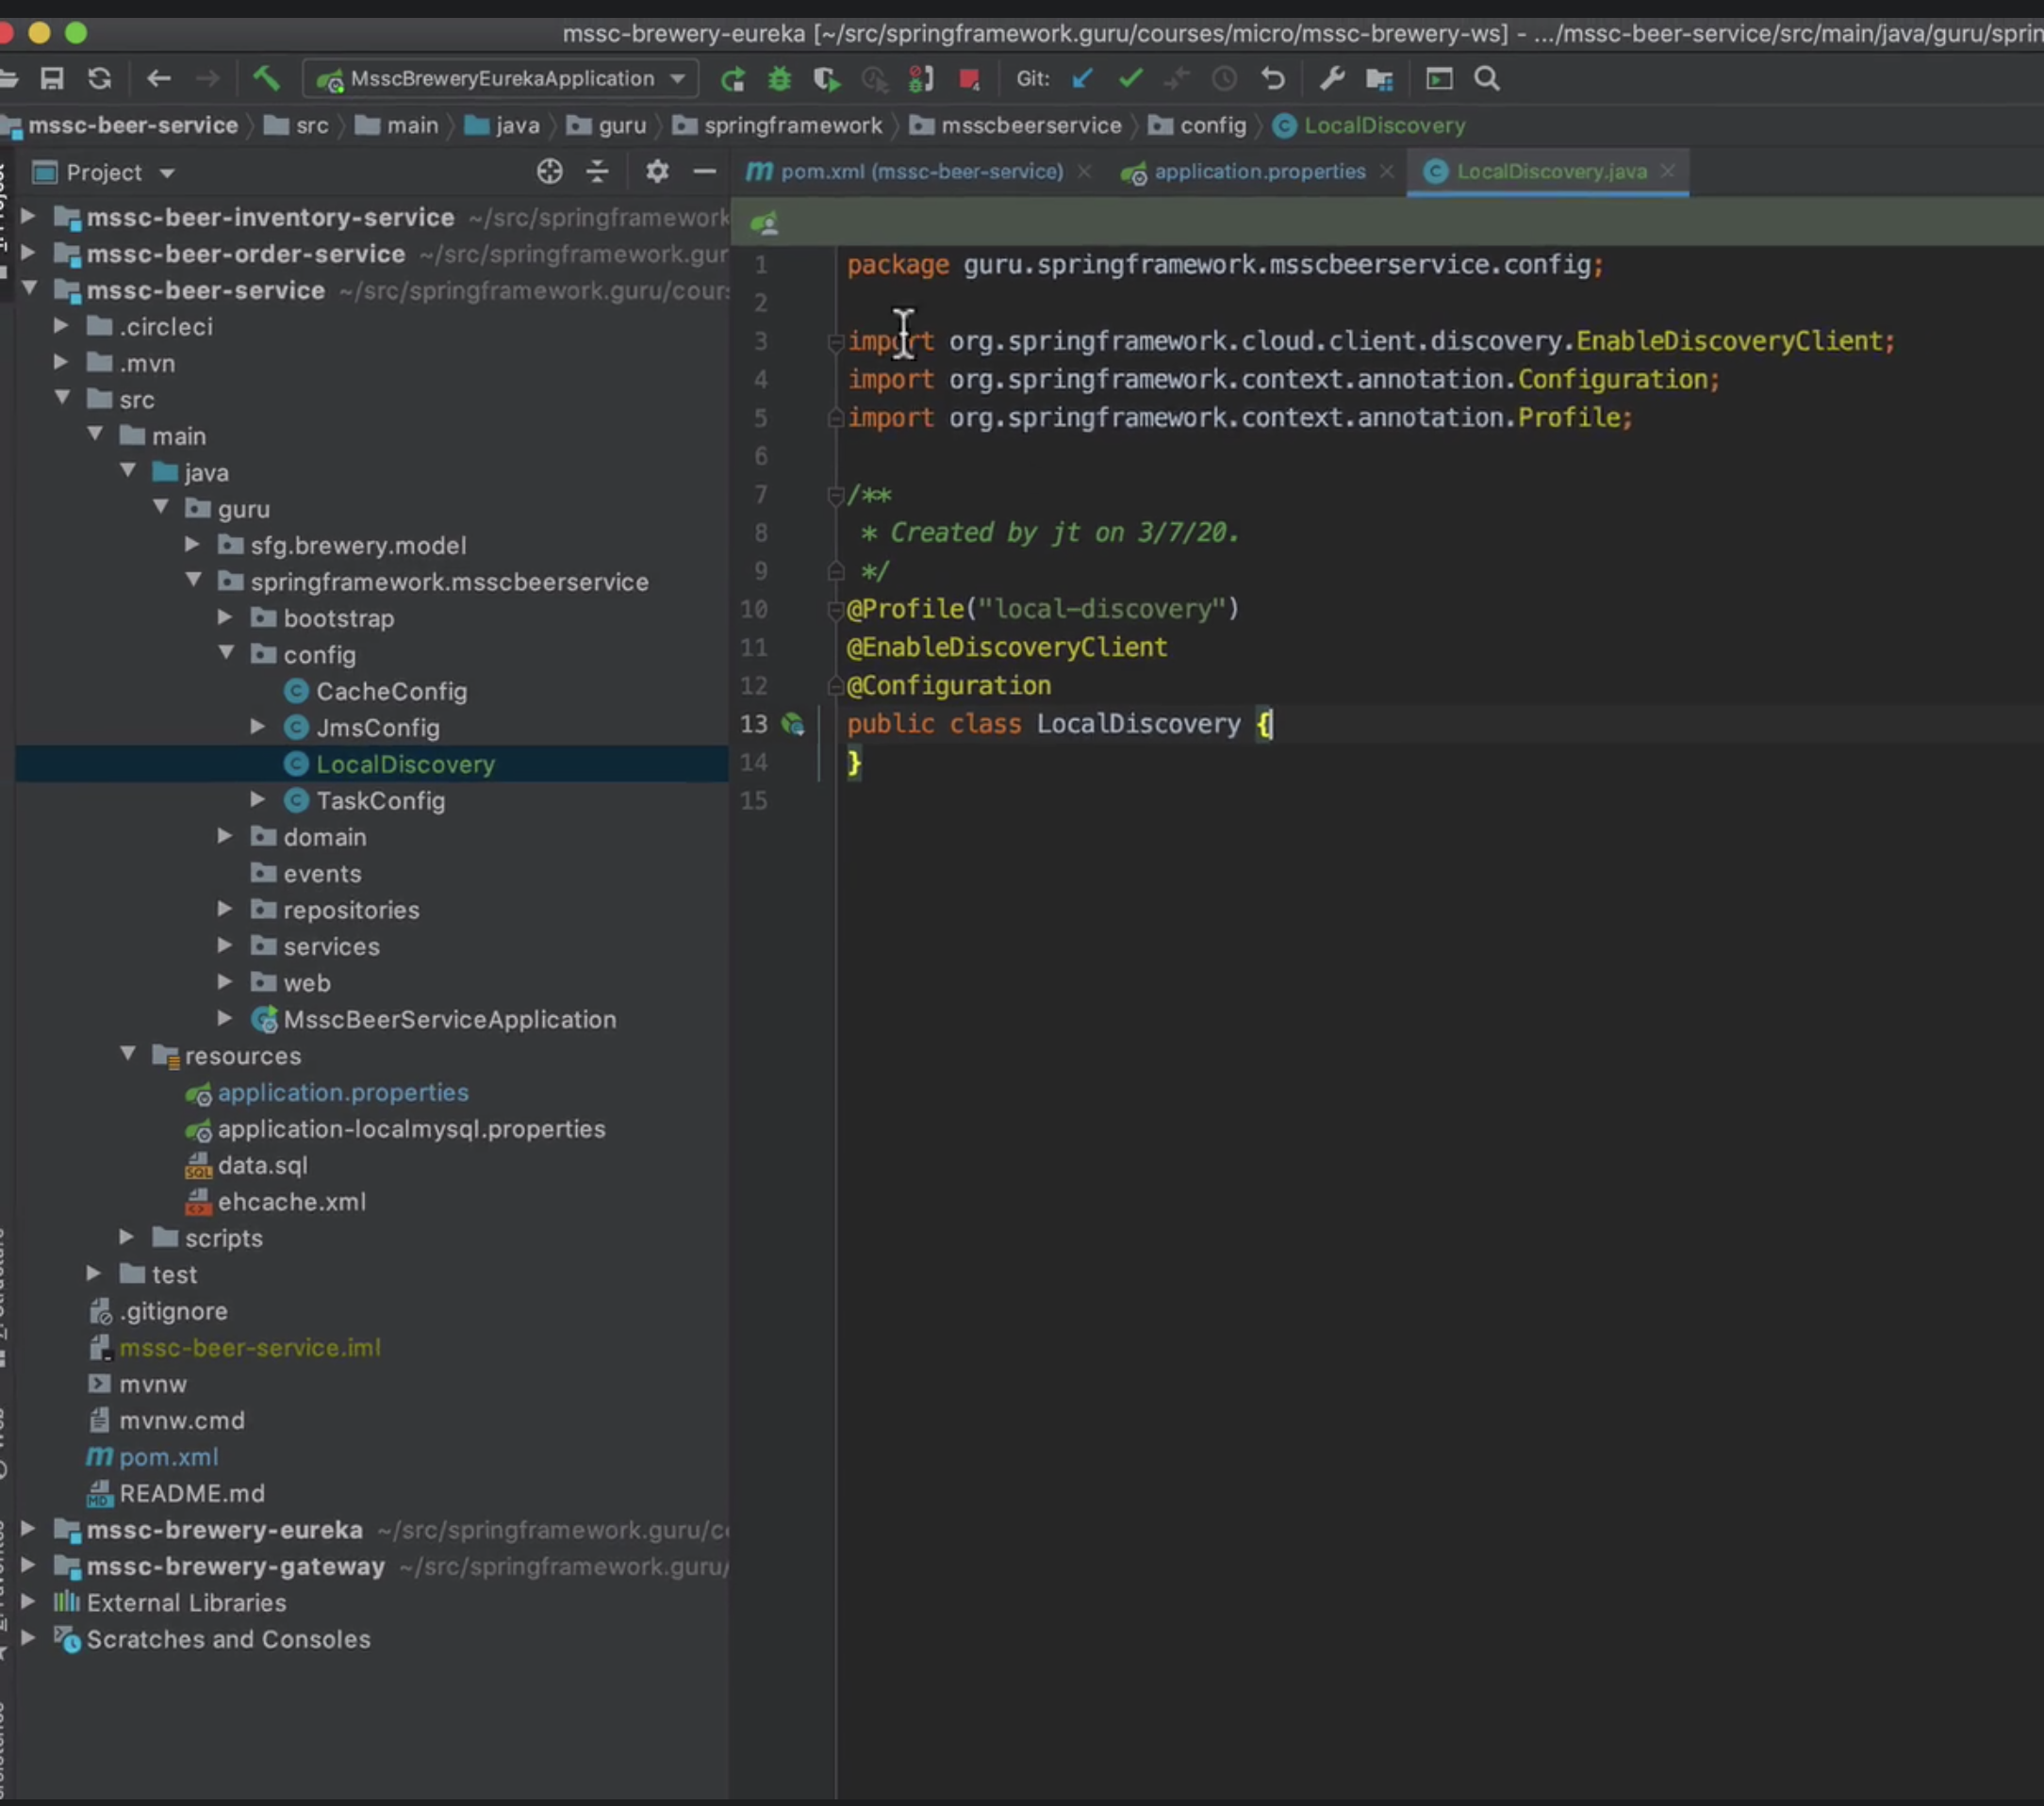 mssc-brewery-eureka [~/src/springframework.guru/courses/micro/mssc-brewery-ws] - .../mssc-beer-service/src/main/java/guru/sprin
MsscBreweryEurekaApplication
Git:
mssc-beer-service src main java guru springframework msscbeerservice config LocalDiscovery
Project
pom.xml (mssc-beer-service) application.properties LocalDiscovery.java
mssc-beer-inventory-service ~/src/springframework
mssc-beer-order-service ~/src/springframework.gur
mssc-beer-service ~/src/springframework.guru/cour
.circleci
.mvn
src
main
java
guru
sfg.brewery.model
springframework.msscbeerservice
bootstrap
config
CacheConfig
JmsConfig
LocalDiscovery
TaskConfig
domain
events
repositories
services
web
MsscBeerServiceApplication
resources
application.properties
application-localmysql.properties
data.sql
ehcache.xml
scripts
test
.gitignore
mssc-beer-service.iml
mvnw
mvnw.cmd
pom.xml
README.md
mssc-brewery-eureka ~/src/springframework.guru/c
mssc-brewery-gateway ~/src/springframework.guru/
External Libraries
Scratches and Consoles
1 package guru.springframework.msscbeerservice.config;
2
3 import org.springframework.cloud.client.discovery.EnableDiscoveryClient;
4 import org.springframework.context.annotation.Configuration;
5 import org.springframework.context.annotation.Profile;
6
7 /**
8 * Created by jt on 3/7/20.
9 */
10 @Profile("local-discovery")
11 @EnableDiscoveryClient
12 @Configuration
13 public class LocalDiscovery {
14 }
15